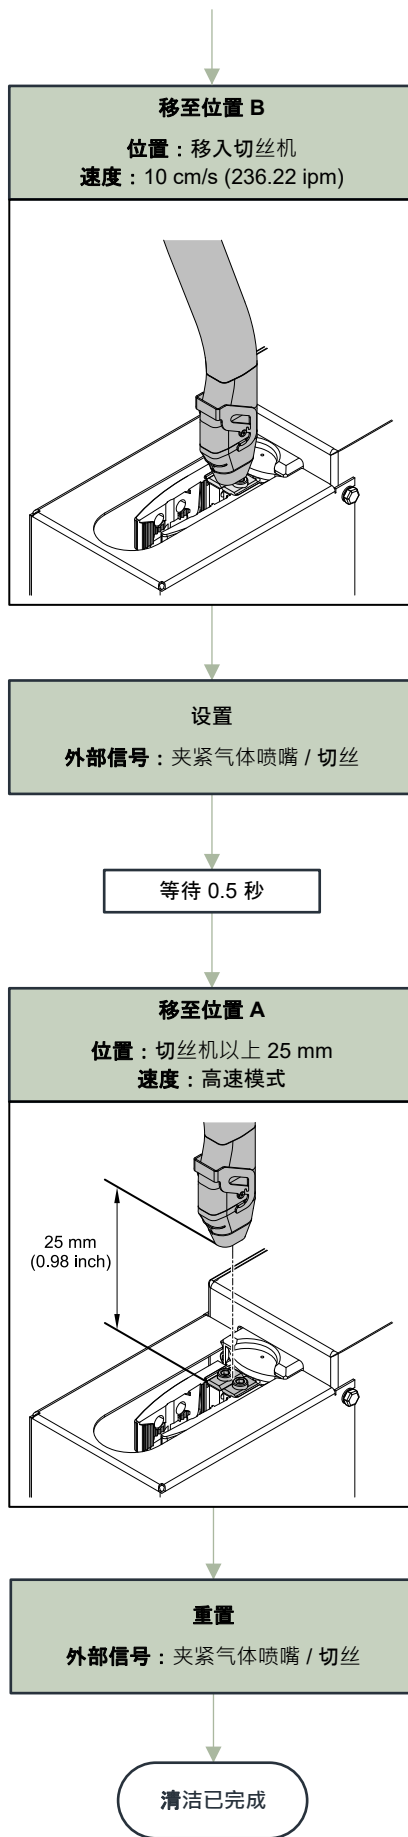 移至位置 B
位置：移入切丝机
速度：10 cm/s (236.22 ipm)
设置
外部信号：夹紧气体喷嘴 / 切丝
等待 0.5 秒
移至位置 A
位置：切丝机以上 25 mm
速度：高速模式
25 mm
(0.98 inch)
重置
外部信号：夹紧气体喷嘴 / 切丝
清洁已完成